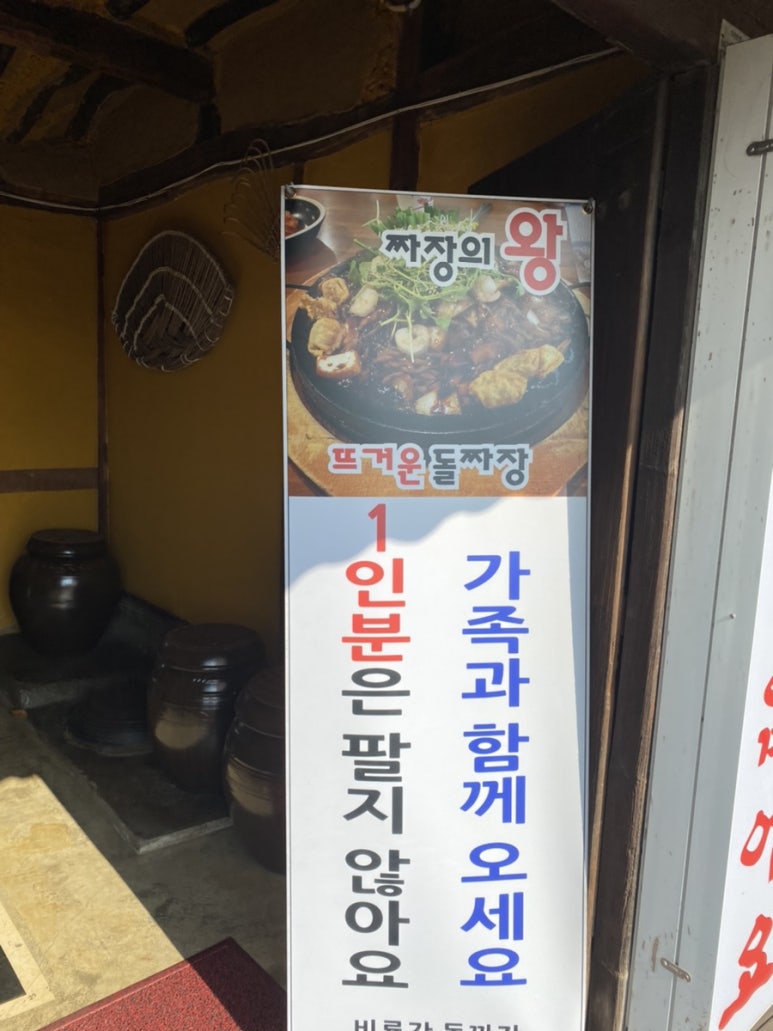 짜장의 왕
뜨거운 돌짜장
가족과 함께 오세요
1인분은 팔지 않아요